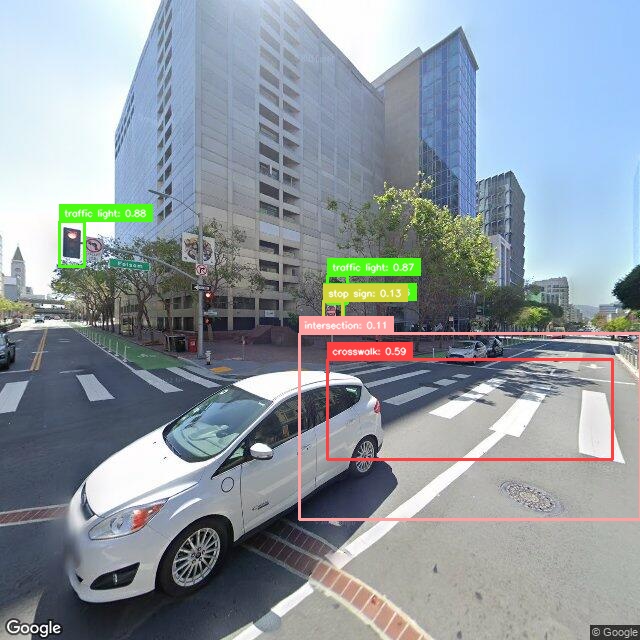 traffic light: 0.88
Folsom
traffic light: 0.87
stop sign: 0.13
intersection: 0.11
crosswalk: 0.59
Google
© Google